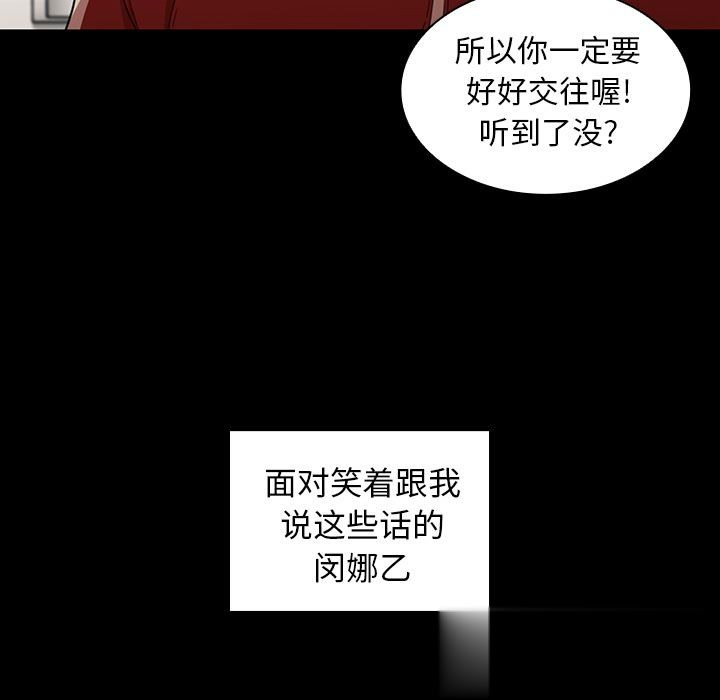 所以你一定要
好好交往喔!
听到了没?
面对笑着跟我
说这些话的
闵娜乙